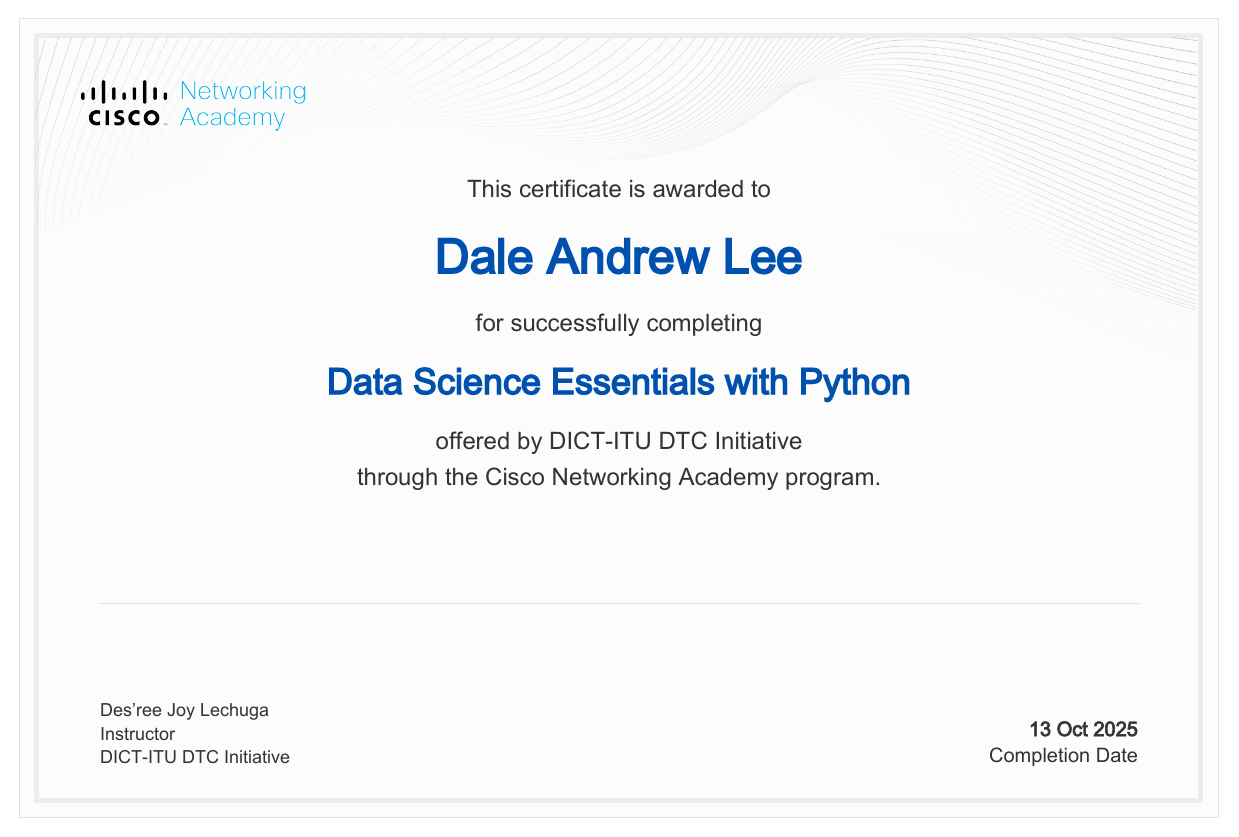 Networking
CISCO Academy
This certificate is awarded to
Dale Andrew Lee
for successfully completing
Data Science Essentials with Python
offered by DICT-ITU DTC Initiative
through the Cisco Networking Academy program.
Des’ree Joy Lechuga
Instructor
DICT-ITU DTC Initiative
13 Oct 2025
Completion Date